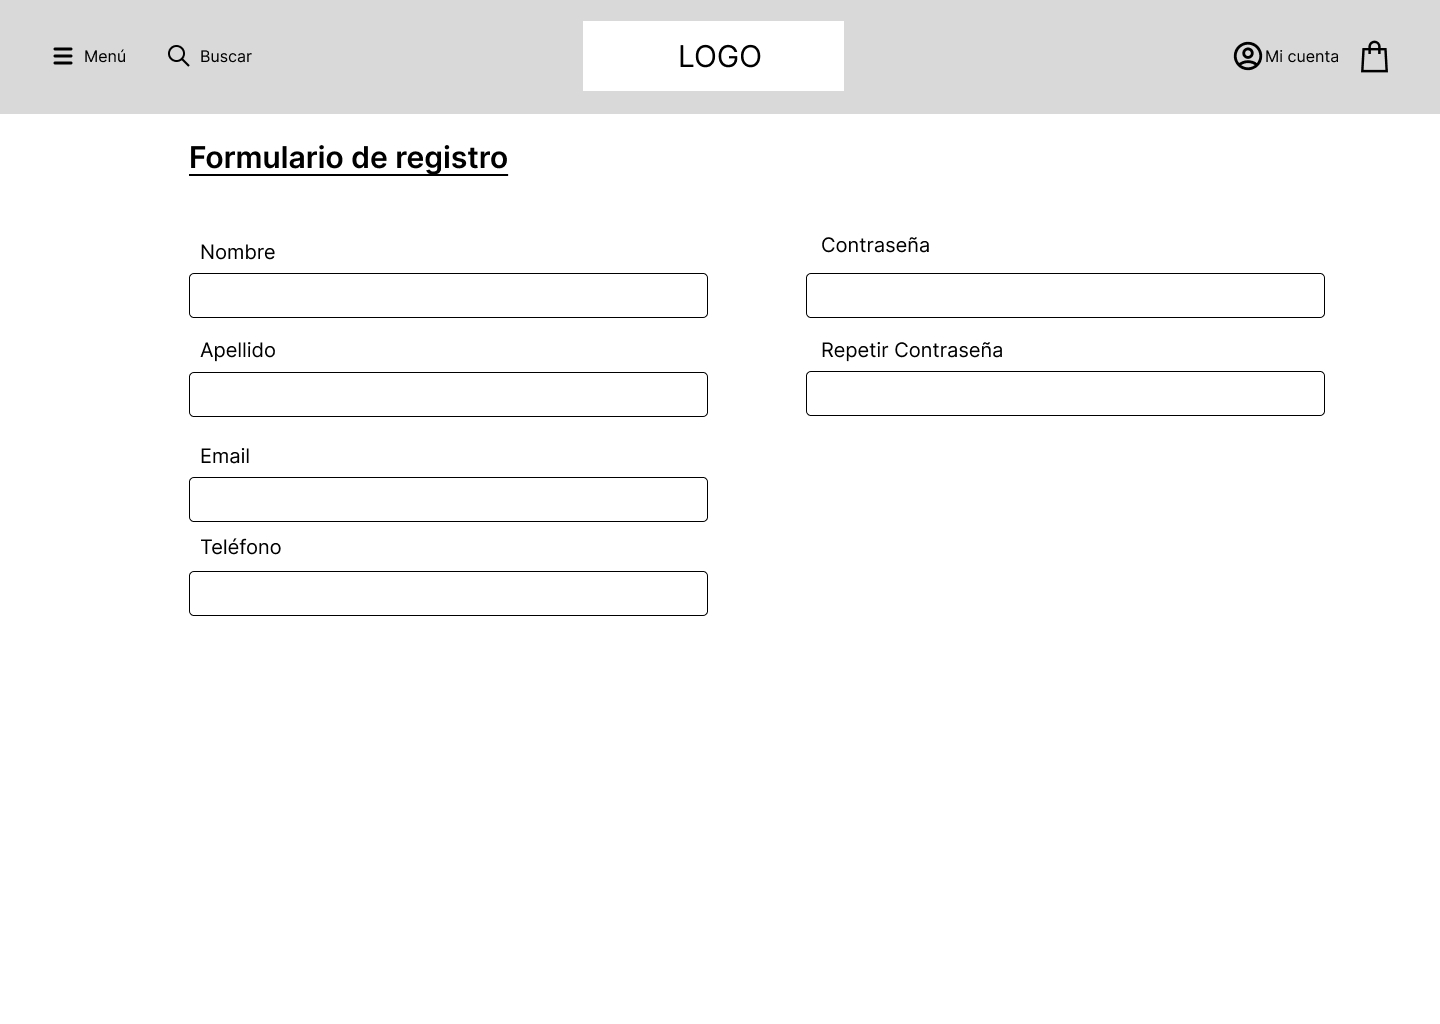 Menú
Buscar
LOGO
Mi cuenta
Formulario de registro
Nombre
Contraseña
Apellido
Repetir Contraseña
Email
Teléfono